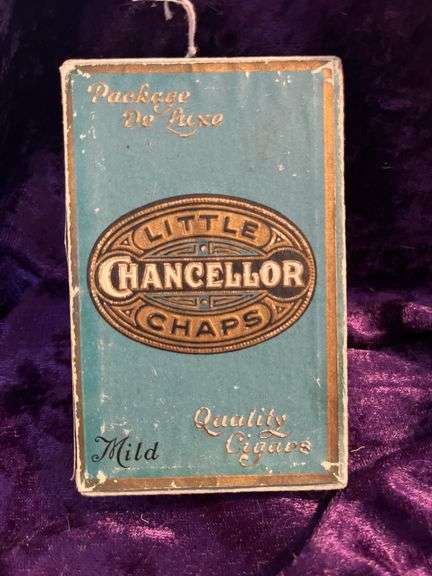 Package
De Luxe
LITTLE
CHANCELLOR
CHAPS
Quality
Cigars
Mild